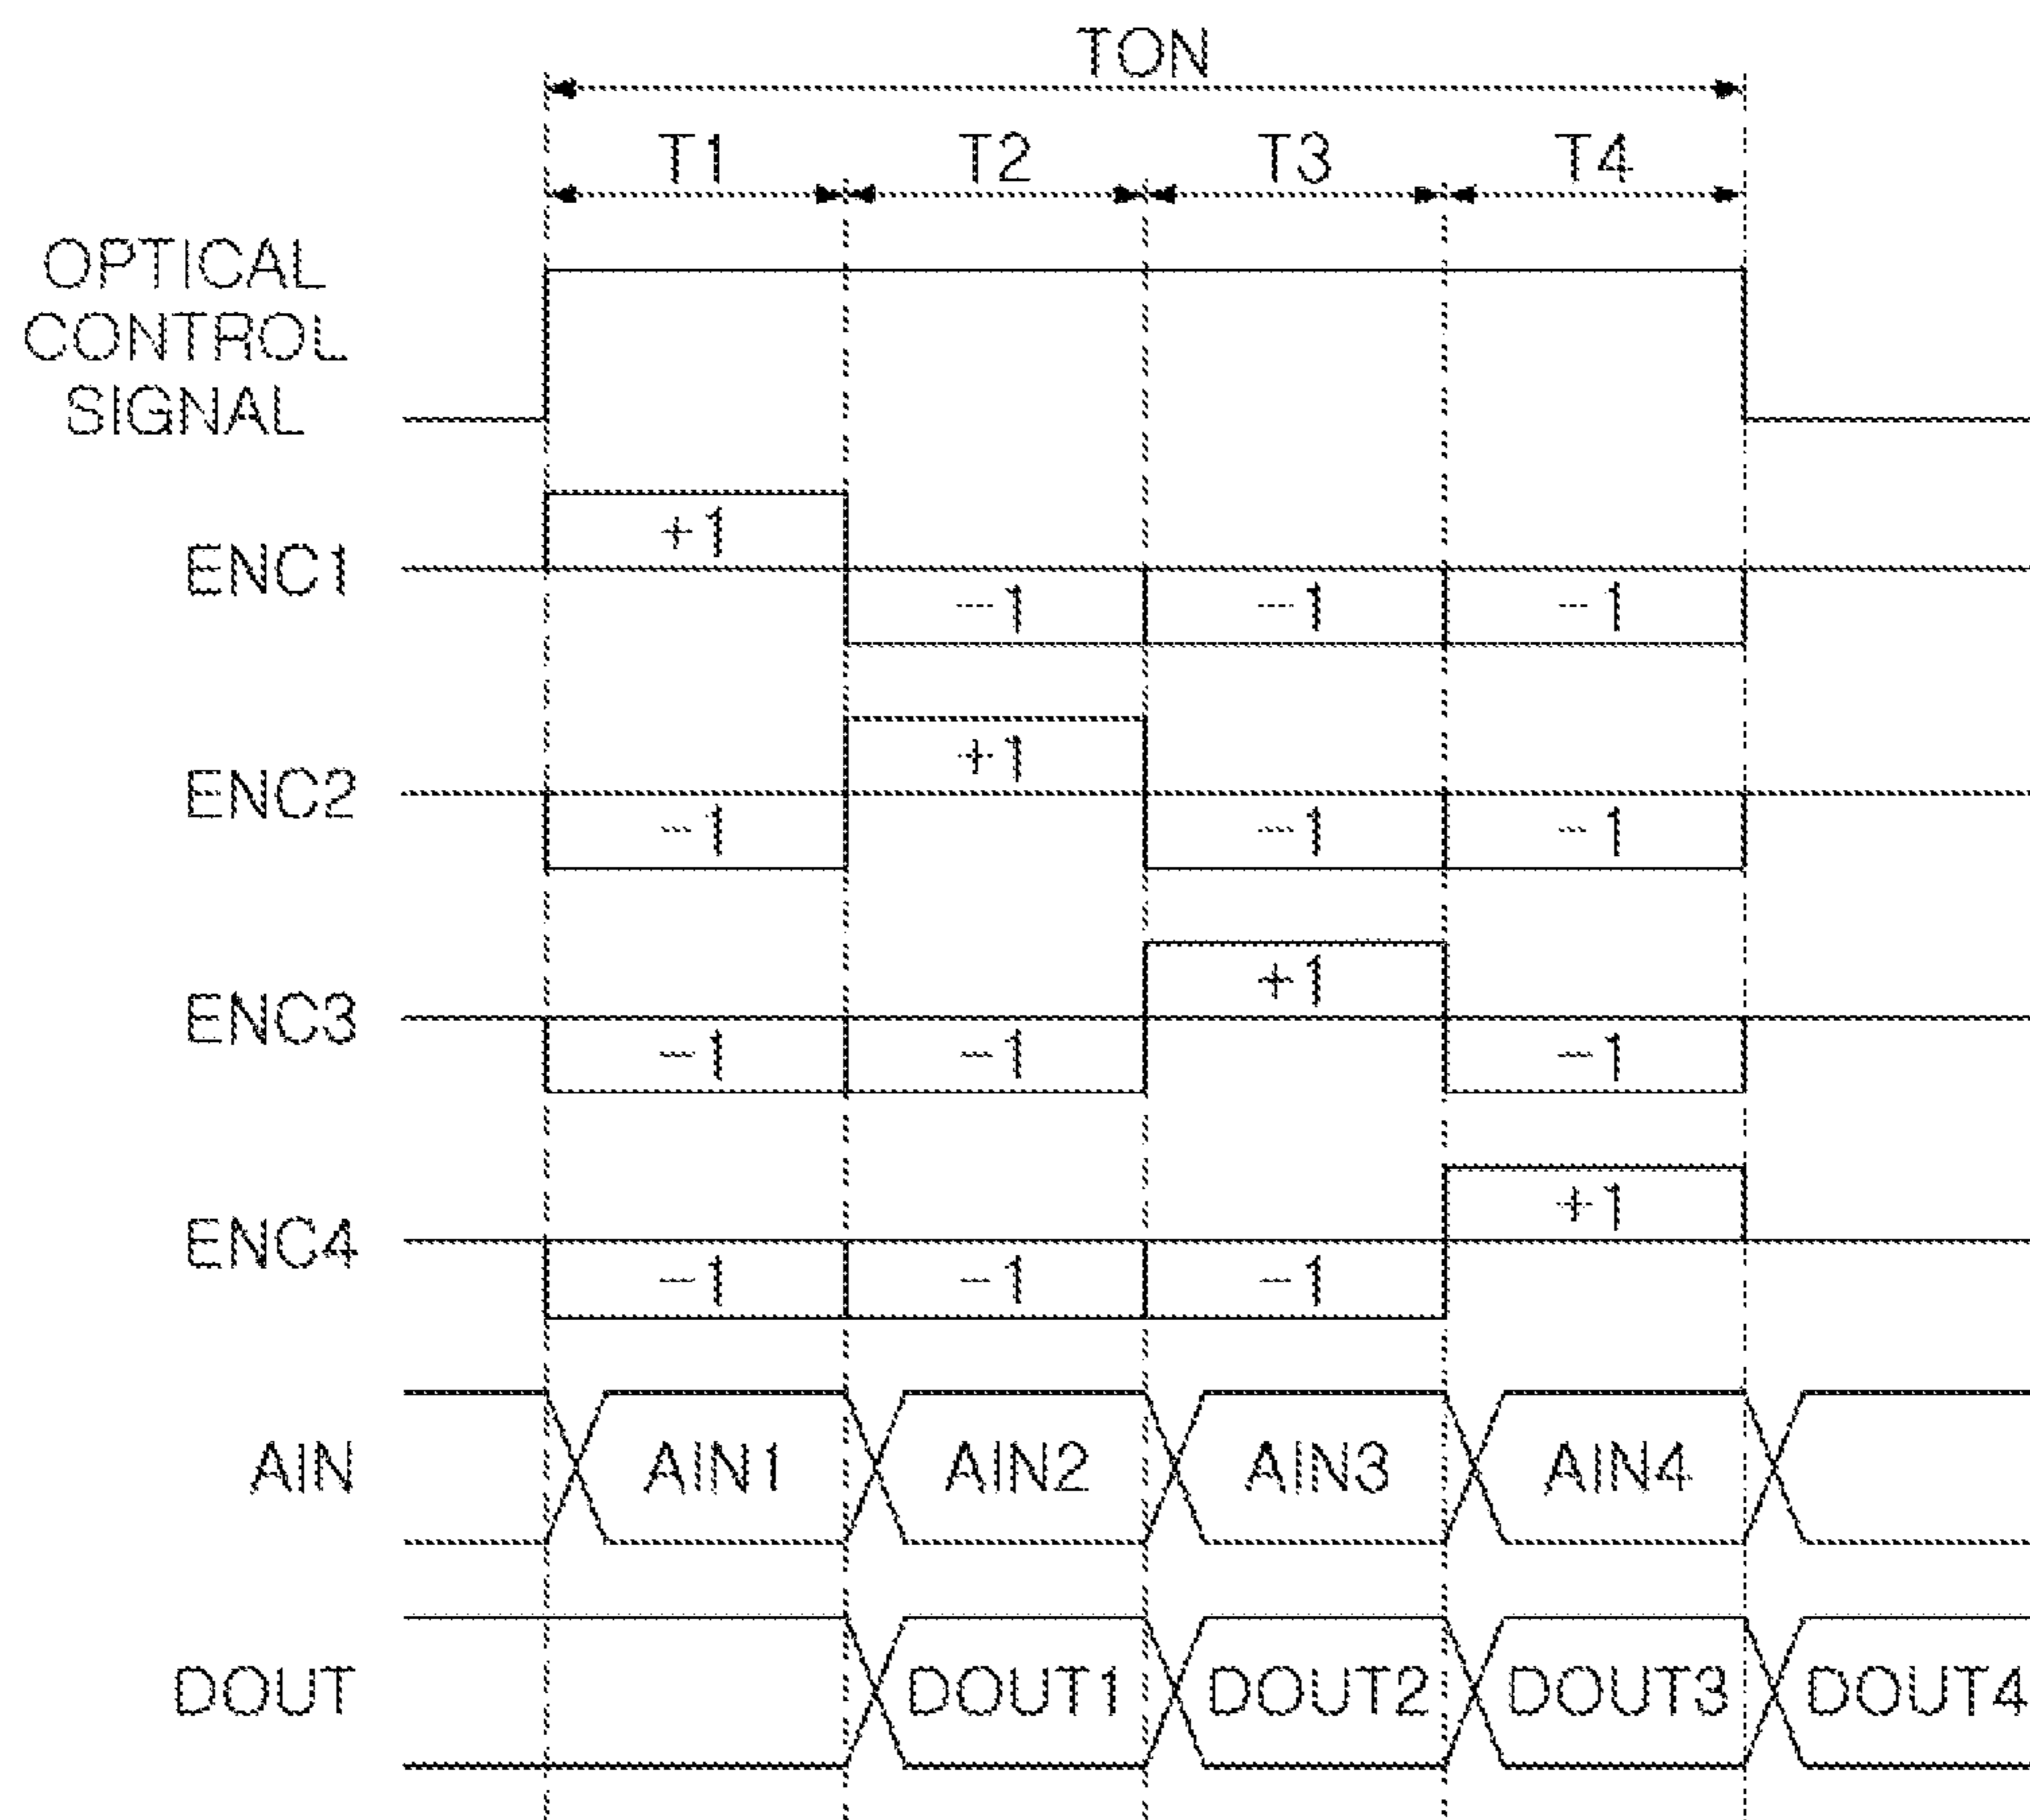 TON
T1 T2 T3 T4
OPTICAL
CONTROL
SIGNAL
+1
ENC1
-1 -1 -1
+1
ENC2
-1 -1 -1
+1
ENC3
-1 -1 -1
+1
ENC4
-1 -1 -1
AIN AIN1 AIN2 AIN3 AIN4
DOUT DOUT1 DOUT2 DOUT3 DOUT4